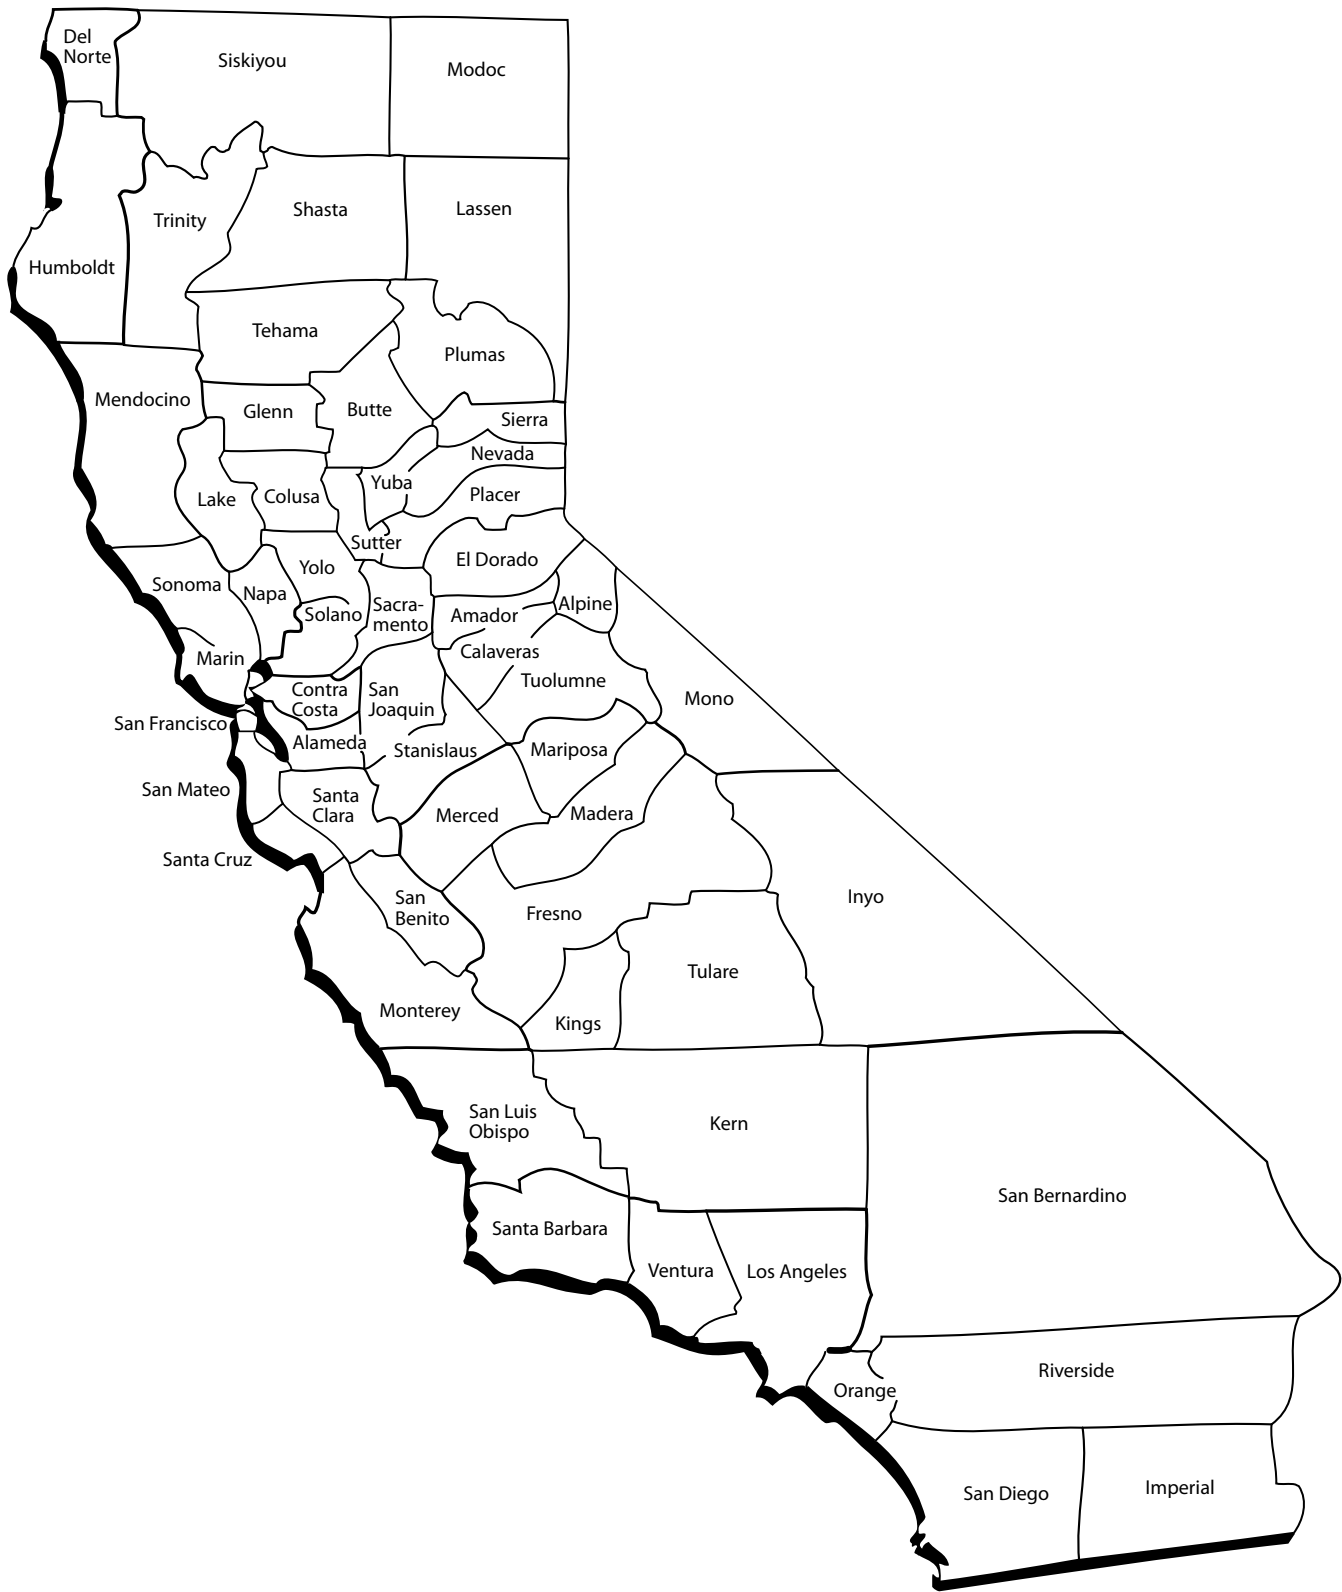 Del
Norte
Siskiyou
Modoc
Trinity
Shasta
Lassen
Humboldt
Tehama
Plumas
Mendocino
Glenn
Butte
Sierra
Nevada
Yuba
Placer
Lake
Colusa
Sutter
El Dorado
Yolo
Sonoma
Napa
Solano
Sacra-
mento
Amador
Alpine
Calaveras
Marin
Tuolumne
Contra
Costa
San
Joaquin
Mono
San Francisco
Alameda
Stanislaus
Mariposa
San Mateo
Santa
Clara
Merced
Madera
Santa Cruz
San
Benito
Fresno
Inyo
Tulare
Monterey
Kings
San Luis
Obispo
Kern
San Bernardino
Santa Barbara
Ventura
Los Angeles
Riverside
Orange
San Diego
Imperial